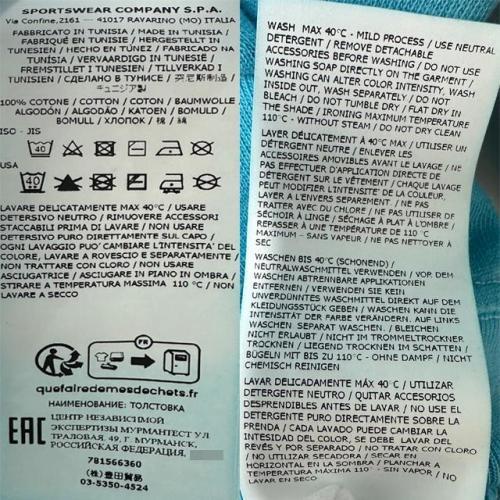 SPORTSWEAR COMPANY S.P.A.
Via Confine,2161 — 41017 RAVARINO (MO) ITALIA
FABBRICATO IN TUNISIA / MADE IN TUNISIA /
FABRIQUÉ EN TUNISIE / HERGESTELLT IN
TUNESIEN / HECHO EN TÚNEZ / FABRICADO NA
TUNÍSIA / VERVAARDIGD IN TUNESIË /
FREMSTILLET I TUNESIEN / TILLVERKAD I
TUNISIEN / СДЕЛАНО В ТУНИСЕ / 突尼斯制造 /
チュニジア製
100% COTONE / COTTON / COTON / BAUMWOLLE
ALGODÓN / ALGODÃO / KATOEN / BOMULD /
BOMULL / ХЛОПОК / 棉 / 綿
ISO - JIS
40
USA
40
LAVARE DELICATAMENTE MAX 40°C / USARE
DETERSIVO NEUTRO / RIMUOVERE ACCESSORI
STACCABILI PRIMA DI LAVARE / NON USARE
DETERSIVO PURO DIRETTAMENTE SUL CAPO /
OGNI LAVAGGIO PUO' CAMBIARE L'INTENSITA' DEL
COLORE, LAVARE A ROVESCIO E SEPARATAMENTE /
NON TRATTARE CON CLORO / NON USARE
ASCIUGATRICE / ASCIUGARE IN PIANO IN OMBRA /
STIRARE A TEMPERATURA MASSIMA 110 °C / NON
LAVARE A SECCO
FR
quefairedemesdechets.fr
НАИМЕНОВАНИЕ: ТОЛСТОВКА
EAC
ЦЕНТР НЕЗАВИСИМОЙ
ЭКСПЕРТИЗЫ МУРМАНТЕСТ УЛ
ТРАЛОВАЯ, 49, Г. МУРМАНСК,
РОССИЙСКАЯ ФЕДЕРАЦИЯ,
781566360
(株)豊田貿易
03-5350-4524
WASH MAX 40°C - MILD PROCESS / USE NEUTRAL
DETERGENT / REMOVE DETACHABLE
ACCESSORIES BEFORE WASHING / DO NOT USE
WASHING SOAP DIRECTLY ON THE GARMENT /
WASHING CAN ALTER COLOR INTENSITY, WASH
INSIDE OUT, WASH SEPARATELY / DO NOT
BLEACH / DO NOT TUMBLE DRY / FLAT DRY IN
THE SHADE / IRONING MAXIMUM TEMPERATURE
110°C - WITHOUT STEAM / DO NOT DRY CLEAN
LAVER DÉLICATEMENT À 40°C MAX / UTILISER UN
DÉTERGENT NEUTRE / ENLEVER LES
ACCESSOIRES AMOVIBLES AVANT LA LAVAGE / NE
PAS EFFECTUER D'APPLICATION DIRECTE DE
DÉTERGENT SUR LE VÊTEMENT / CHAQUE LAVAGE
PEUT MODIFIER L'INTENSITÉ DE LA COULEUR,
LAVER A L'ENVERS SEPAREMENT. / NE PAS
TRAITER AVEC DU CHLORE / NE PAS UTILISER DE
SÉCHOIR À LINGE / SÉCHAGE À PLAT À L'OMBRE /
REPASSER À UNE TEMPÉRATURE DE 110 °C
MAXIMUM – SANS VAPEUR / NE PAS NETTOYER À
SEC
WASCHEN BIS 40°C (SCHONEND) /
NEUTRALWASCHMITTEL VERWENDEN / VOR DEM
WASCHEN ABTRENNBARE APPLIKATIONEN
ENTFERNEN / VERWENDEN SIE KEIN
UNVERDÜNNTES WASCHMITTEL DIREKT AUF DEM
KLEIDUNGSSTÜCK GEBEN / WASCHEN KANN DIE
INTENSITÄT DER FARBE VERÄNDERN. AUF LINKS
WASCHEN SEPARAT WASCHEN. / BLEICHEN
NICHT ERLAUBT / NICHT IM TROMMELTROCKNER
TROCKNEN / LIEGEND TROCKNEN IM SCHATTEN /
BÜGELN MIT BIS ZU 110°C - OHNE DAMPF / NICHT
CHEMISCH REINIGEN
LAVAR DELICADAMENTE MÁX 40°C / UTILIZAR
DETERGENTE NEUTRO / QUITAR ACCESORIOS
DESPRENDIBLES ANTES DE LAVAR / NO USE EL
DETERGENTE PURO DIRECTAMENTE SOBRE LA
PRENDA / CADA LAVADO PUEDE CAMBIAR LA
INTESIDAD DEL COLOR, SE DEBE LAVAR DEL
REVÉS Y POR SEPARADO / NO TRATAR CON CLORO
/ NO UTILIZAR SECADORA / SECAR EN
HORIZONTAL EN LA SOMBRA / PLANCHAR A
TEMPERATURA MÁXIMA 110°C - SIN VAPOR / NO
LAVAR EN SECO